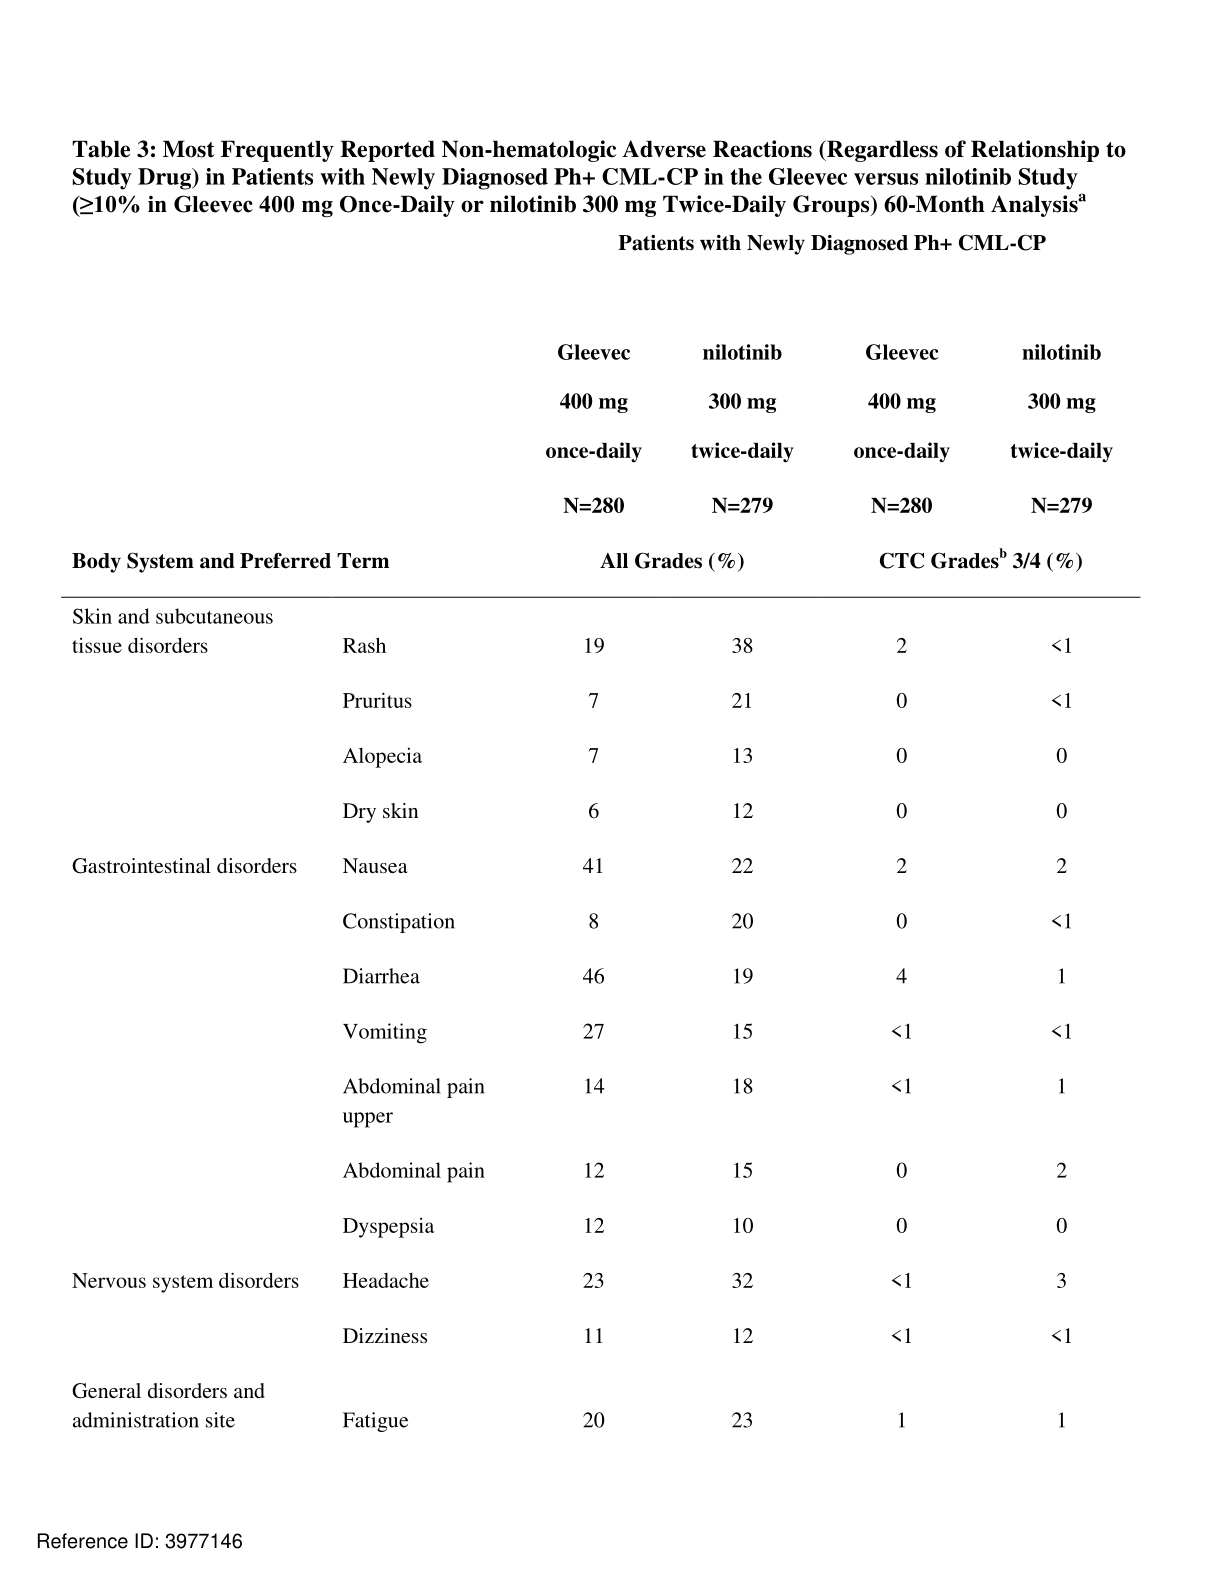 Table 3: Most Frequently Reported Non-hematologic Adverse Reactions (Regardless of Relationship to
Study Drug) in Patients with Newly Diagnosed Ph+ CML-CP in the Gleevec versus nilotinib Study
(≥10% in Gleevec 400 mg Once-Daily or nilotinib 300 mg Twice-Daily Groups) 60-Month Analysisᵃ
Patients with Newly Diagnosed Ph+ CML-CP
Gleevec nilotinib Gleevec nilotinib
400 mg 300 mg 400 mg 300 mg
once-daily twice-daily once-daily twice-daily
N=280 N=279 N=280 N=279
Body System and Preferred Term All Grades (%) CTC Gradesᵇ 3/4 (%)
Skin and subcutaneous
tissue disorders Rash 19 38 2 <1
Pruritus 7 21 0 <1
Alopecia 7 13 0 0
Dry skin 6 12 0 0
Gastrointestinal disorders Nausea 41 22 2 2
Constipation 8 20 0 <1
Diarrhea 46 19 4 1
Vomiting 27 15 <1 <1
Abdominal pain 14 18 <1 1
upper
Abdominal pain 12 15 0 2
Dyspepsia 12 10 0 0
Nervous system disorders Headache 23 32 <1 3
Dizziness 11 12 <1 <1
General disorders and
administration site Fatigue 20 23 1 1
Reference ID: 3977146